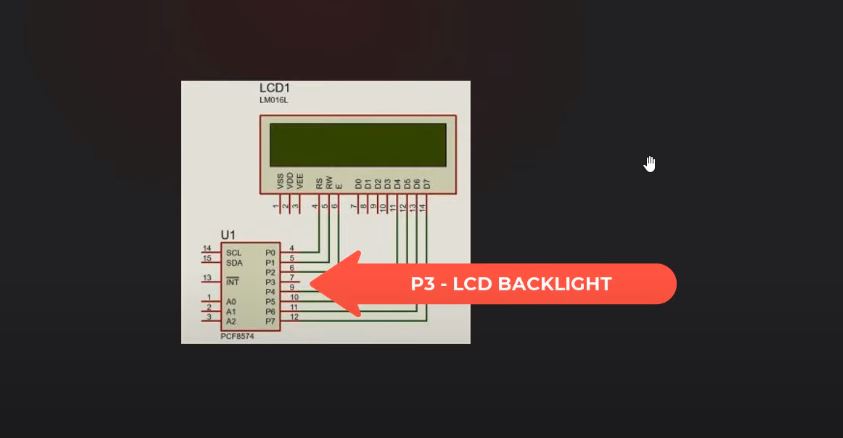 LCD1
LM016L
VSS VDD VEE RS RW E D0 D1 D2 D3 D4 D5 D6 D7
1 2 3 4 5 6 7 8 9 10 11 12 13 14
U1
14 SCL P0 4
15 SDA P1 5
P2 6
13 INT P3 7
P4 9
1 A0 P5 10
2 A1 P6 11
3 A2 P7 12
PCF8574
P3 - LCD BACKLIGHT